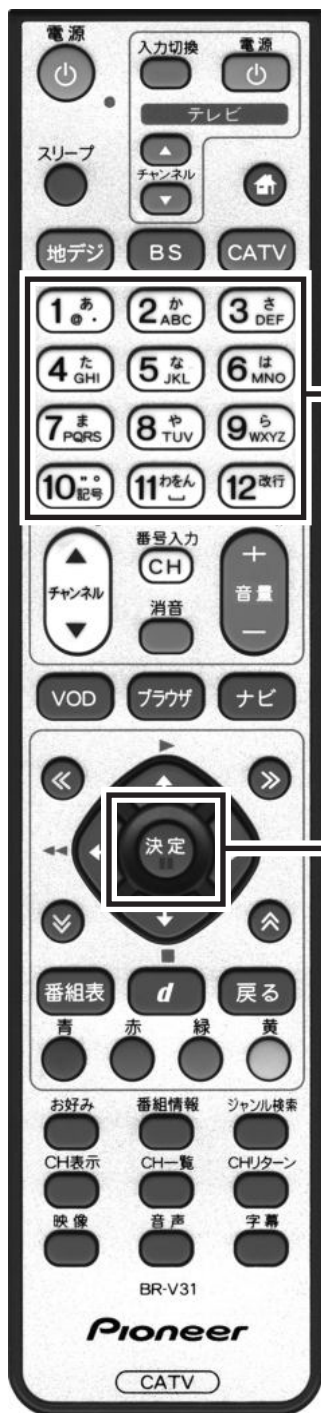 電源
入力切換 電源
テレビ
スリープ
チャンネル
地デジ BS CATV
1 あ @. 2 か ABC 3 さ DEF
4 た GHI 5 な JKL 6 は MNO
7 ま PQRS 8 や TUV 9 ら WXYZ
10 ゛゜ 記号 11 わをん 12 改行
番号入力
チャンネル CH 音量
消音
VOD ブラウザ ナビ
決定
番組表 d 戻る
青 赤 緑 黄
お好み 番組情報 ジャンル検索
CH表示 CH一覧 CHリターン
映像 音声 字幕
BR-V31
Pioneer
CATV